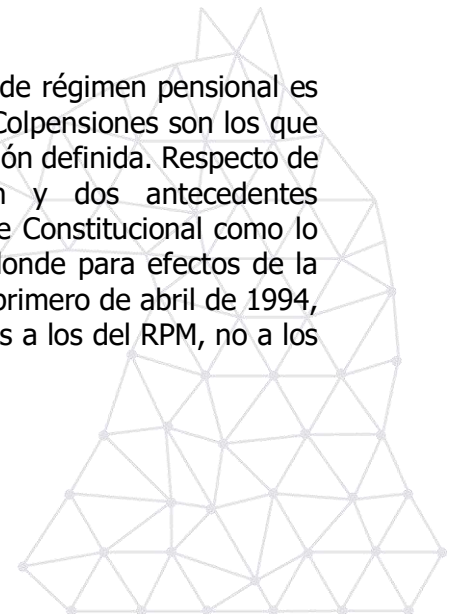 de régimen pensional es
Colpensiones son los que
ión definida. Respecto de
n y dos antecedentes
e Constitucional como lo
donde para efectos de la
primero de abril de 1994,
s a los del RPM, no a los